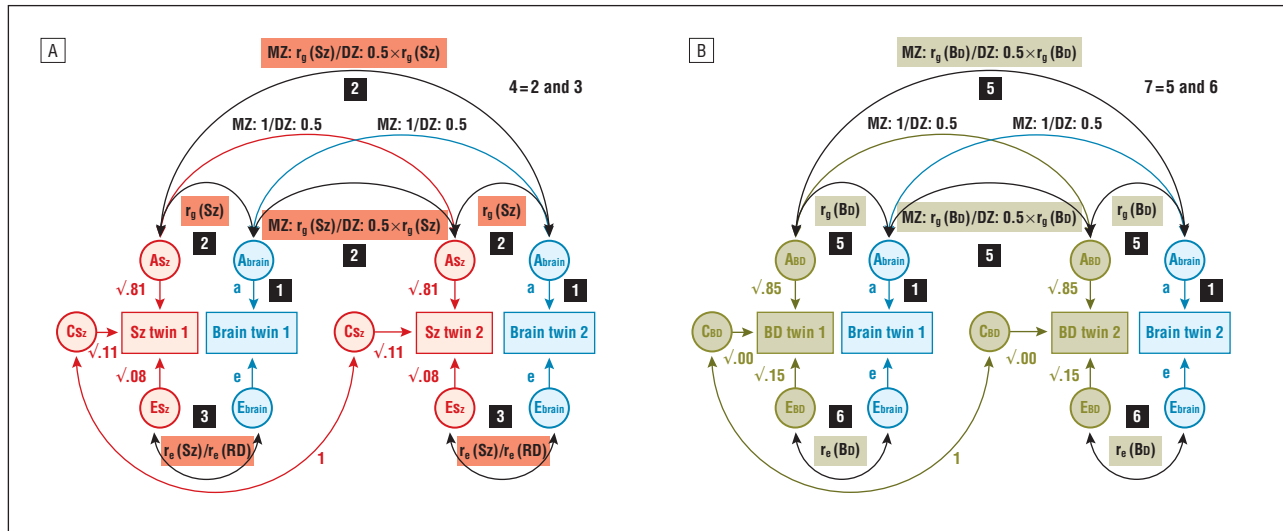 A
MZ: rg (Sz)/DZ: 0.5×rg (Sz)
2
4=2 and 3
MZ: 1/DZ: 0.5
MZ: 1/DZ: 0.5
rg (Sz)
2
MZ: rg (Sz)/DZ: 0.5×rg (Sz)
2
rg (Sz)
2
Asz
Abrain
Asz
Abrain
√.81
a
1
√.81
a
1
Csz
Sz twin 1
Brain twin 1
Csz
Sz twin 2
Brain twin 2
√.11
√.11
√.08
e
√.08
e
Esz
3
Ebrain
Esz
3
Ebrain
re (Sz)/re (RD)
1
re (Sz)/re (RD)
B
MZ: rg (BD)/DZ: 0.5×rg (BD)
5
7=5 and 6
MZ: 1/DZ: 0.5
MZ: 1/DZ: 0.5
rg (BD)
5
MZ: rg (BD)/DZ: 0.5×rg (BD)
5
rg (BD)
5
ABD
Abrain
ABD
Abrain
√.85
a
1
√.85
a
1
CBD
BD twin 1
Brain twin 1
CBD
BD twin 2
Brain twin 2
√.00
√.00
√.15
e
√.15
e
EBD
6
Ebrain
EBD
6
Ebrain
re (BD)
1
re (BD)